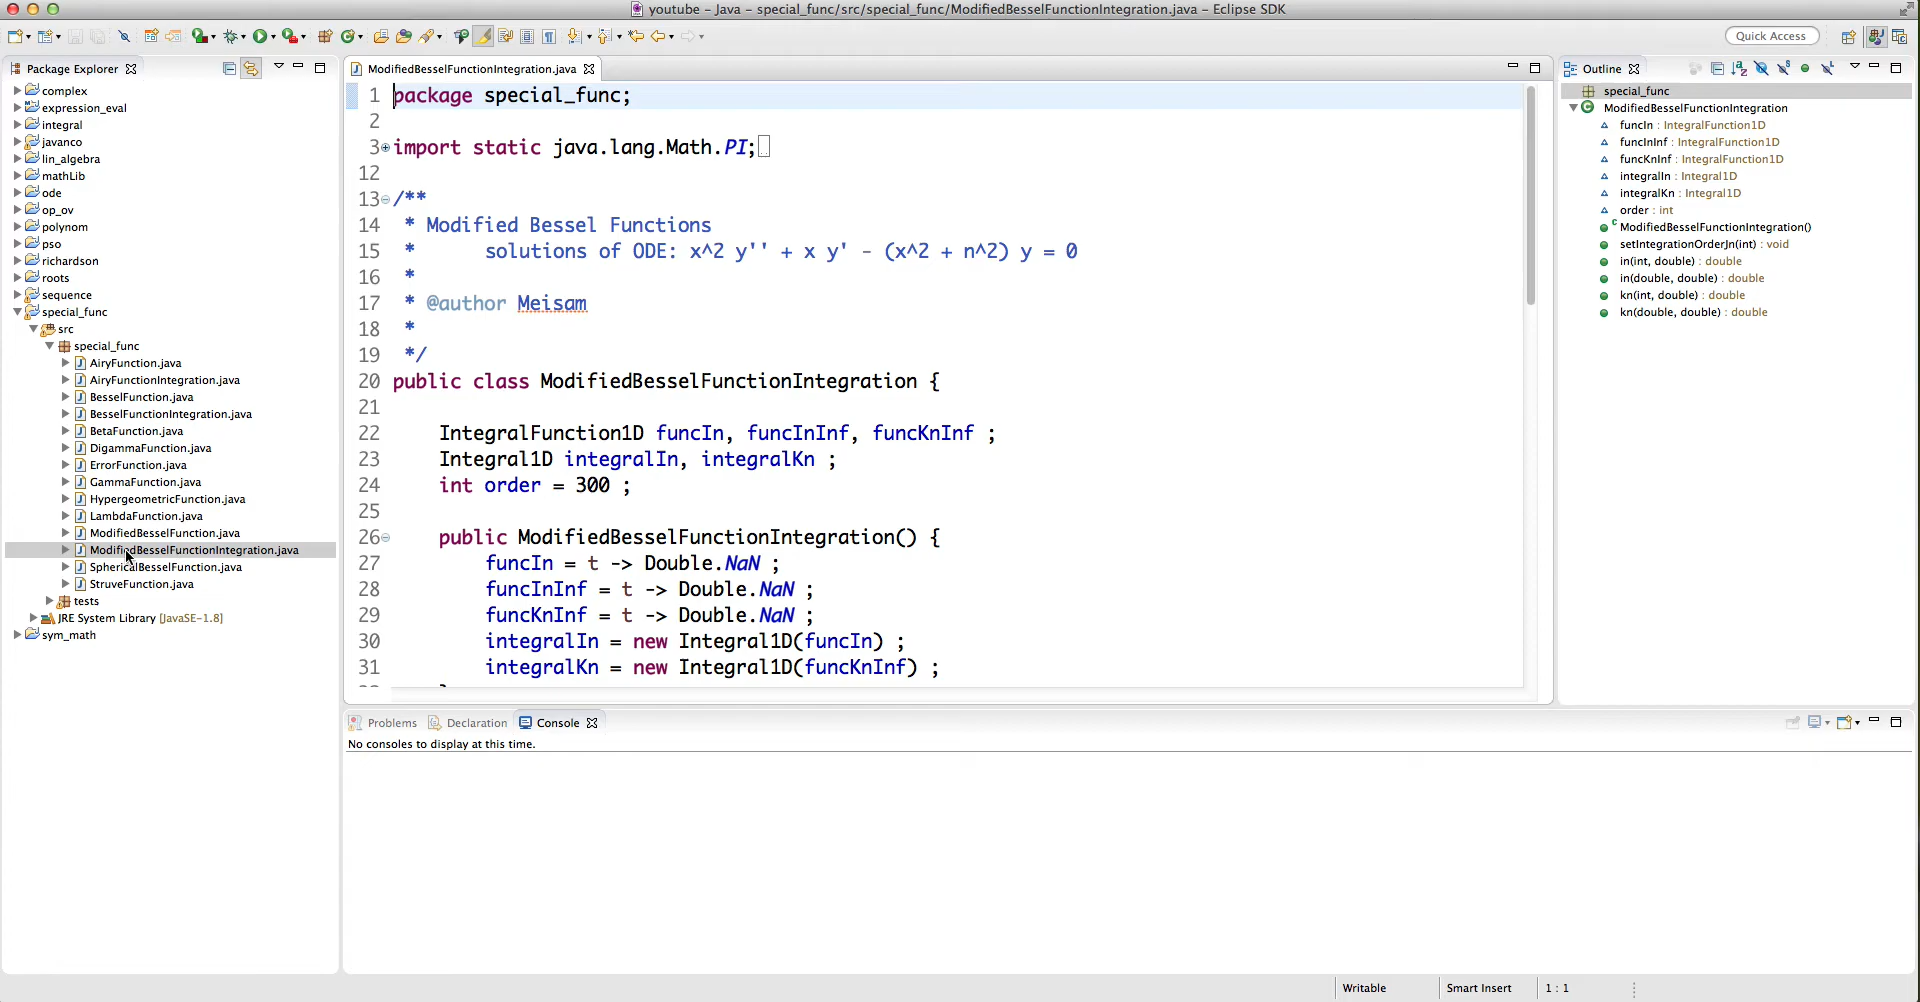 youtube - Java - special_func/src/special_func/ModifiedBesselFunctionIntegration.java - Eclipse SDK
Quick Access
Package Explorer
complex
expression_eval
integral
javanco
lin_algebra
mathLib
ode
op_ov
polynom
pso
richardson
roots
sequence
special_func
src
special_func
AiryFunction.java
AiryFunctionIntegration.java
BesselFunction.java
BesselFunctionIntegration.java
BetaFunction.java
DigammaFunction.java
ErrorFunction.java
GammaFunction.java
HypergeometricFunction.java
LambdaFunction.java
ModifiedBesselFunction.java
ModifiedBesselFunctionIntegration.java
SphericalBesselFunction.java
StruveFunction.java
tests
JRE System Library [JavaSE-1.8]
sym_math
ModifiedBesselFunctionIntegration.java
1 package special_func;
2
3 import static java.lang.Math.PI;
12
13 /**
14 * Modified Bessel Functions
15 * solutions of ODE: x^2 y'' + x y' - (x^2 + n^2) y = 0
16 *
17 * @author Meisam
18 *
19 */
20 public class ModifiedBesselFunctionIntegration {
21
22 IntegralFunction1D funcIn, funcInInf, funcKnInf ;
23 Integral1D integralIn, integralKn ;
24 int order = 300 ;
25
26 public ModifiedBesselFunctionIntegration() {
27 funcIn = t -> Double.NaN ;
28 funcInInf = t -> Double.NaN ;
29 funcKnInf = t -> Double.NaN ;
30 integralIn = new Integral1D(funcIn) ;
31 integralKn = new Integral1D(funcKnInf) ;
Outline
special_func
ModifiedBesselFunctionIntegration
funcIn : IntegralFunction1D
funcInInf : IntegralFunction1D
funcKnInf : IntegralFunction1D
integralIn : Integral1D
integralKn : Integral1D
order : int
ModifiedBesselFunctionIntegration()
setIntegrationOrderJn(int) : void
in(int, double) : double
in(double, double) : double
kn(int, double) : double
kn(double, double) : double
Problems Declaration Console
No consoles to display at this time.
Writable Smart Insert 1 : 1